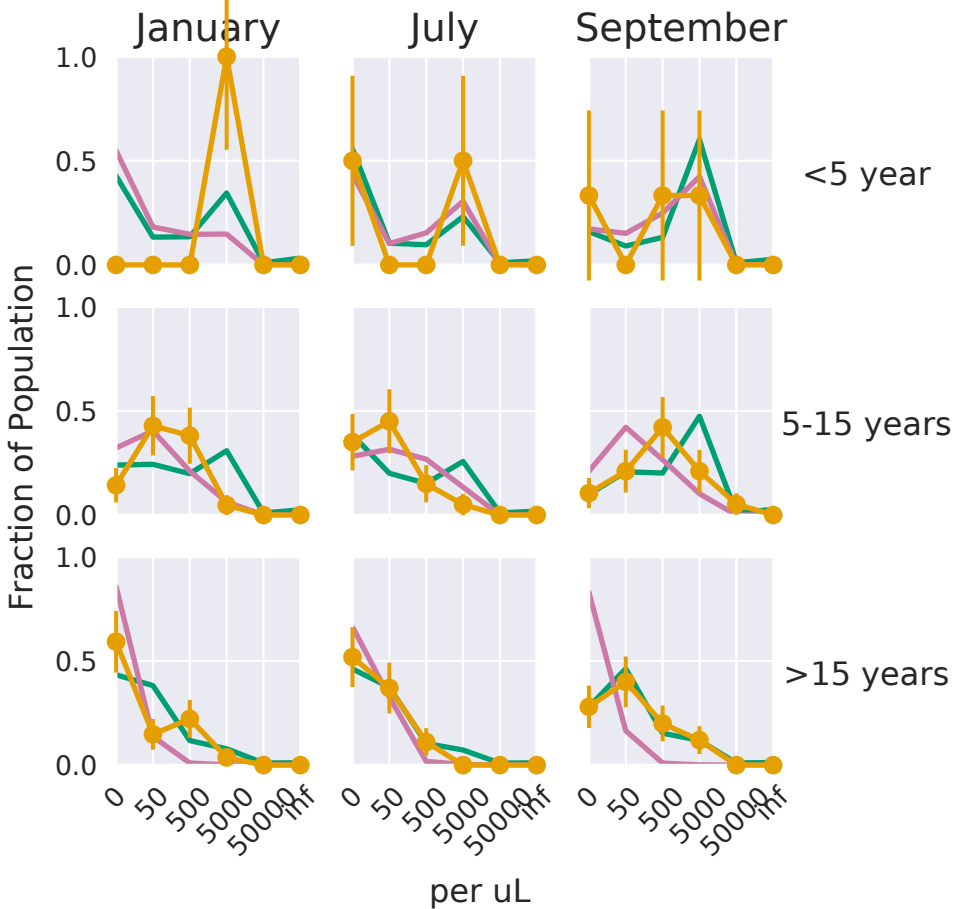 January July September
1.0
0.5
0.0
<5 year
1.0
0.5
0.0
5-15 years
1.0
0.5
0.0
>15 years
Fraction of Population
0 50 500 5000 50000 inf
0 50 500 5000 50000 inf
0 50 500 5000 50000 inf
per uL